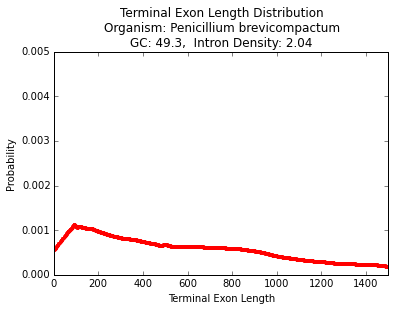 Terminal Exon Length Distribution
Organism: Penicillium brevicompactum
GC: 49.3,  Intron Density: 2.04
0.005
0.004
0.003
0.002
0.001
0.000
Probability
0 200 400 600 800 1000 1200 1400
Terminal Exon Length